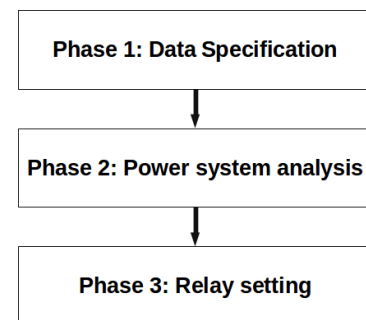 Phase 1: Data Specification
Phase 2: Power system analysis
Phase 3: Relay setting